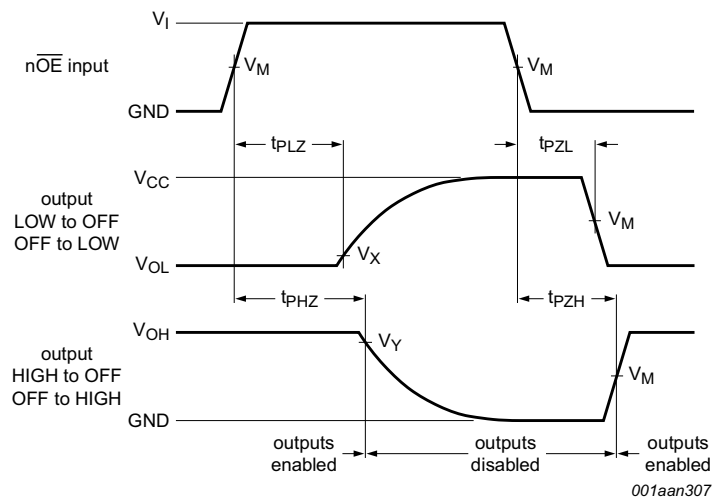 V_I
nOE input
V_M
V_M
GND
t_PLZ
t_PZL
V_CC
output
LOW to OFF
OFF to LOW
V_M
V_X
V_OL
t_PHZ
t_PZH
V_OH
V_Y
output
HIGH to OFF
OFF to HIGH
V_M
GND
outputs
enabled
outputs
disabled
outputs
enabled
001aan307